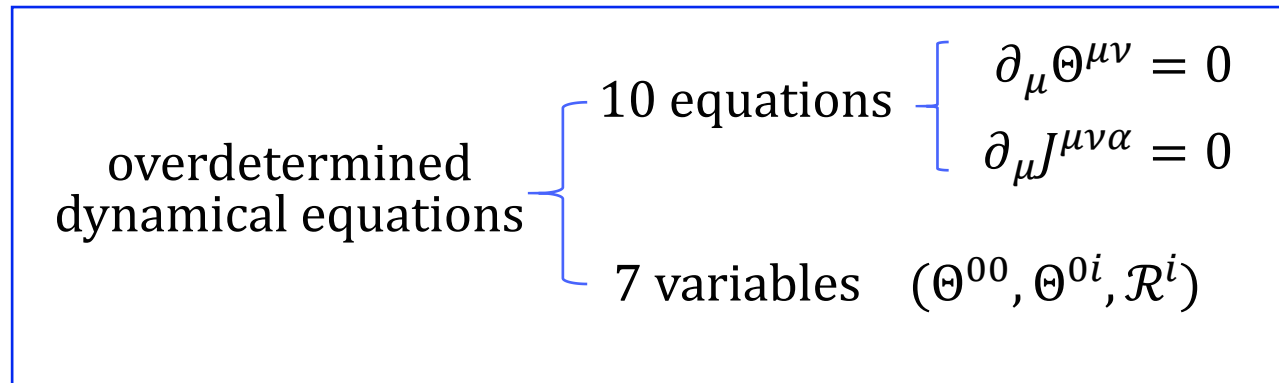 ∂_μΘ^{μν} = 0
10 equations
∂_μJ^{μνα} = 0
overdetermined
dynamical equations
7 variables (Θ^{00}, Θ^{0i}, ℛ^i)